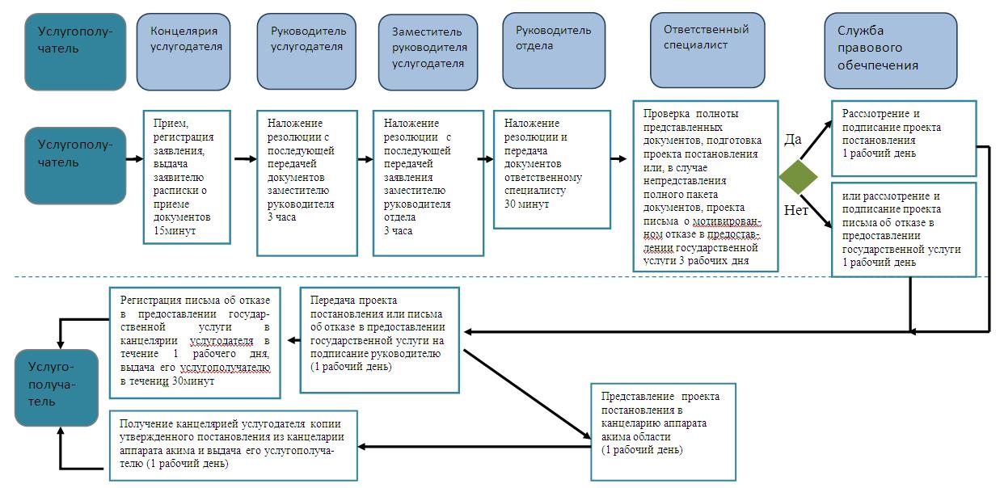 Услугополу-
чатель
Концелярия
услугодателя
Руководитель
услугодателя
Заместитель
руководителя
услугодателя
Руководитель
отдела
Ответственный
специалист
Служба
правового
обечпечения
Услугополу-
чатель
Прием,
регистрация
заявления,
выдача
заявителю
расписки о
приеме
документов
15минут
Наложение
резолюции с
последующей
передачей
документов
заместителю
руководителя
3 часа
Наложение
резолюции с
последующей
передачей
заявления
заместителю
руководителя
отдела
3 часа
Наложение
резолюции и
передача
документов
ответственному
специалисту
30 минут
Проверка полноты
представленных
документов, подготовка
проекта постановления
или, в случае
непредставления
полного пакета
документов, проекта
письма о мотивирован-
ном отказе в предостав-
лении государственной
услуги 3 рабочих дня
Да
Нет
Рассмотрение и
подписание проекта
постановления
1 рабочий день
или рассмотрение и
подписание проекта
письма об отказе в
предоставлении
государственной услуги
1 рабочий день
Регистрация письма об отказе
в предоставлении государ-
ственной услуги в
канцелярии услугодателя в
течение 1 рабочего дня,
выдача его услугополучателю
в течении 30минут
Передача проекта
постановления или письма
об отказе в предоставлении
государственной услуги на
подписание руководителю
(1 рабочий день)
Услуго-
получа-
тель
Представление проекта
постановления в
канцеларию аппарата
акима области
(1 рабочий день)
Получение канцелярией услугодателя копии
утвержденного постановления из канцеларии
аппарата акима и выдача его услугополуча-
телю (1 рабочий день)